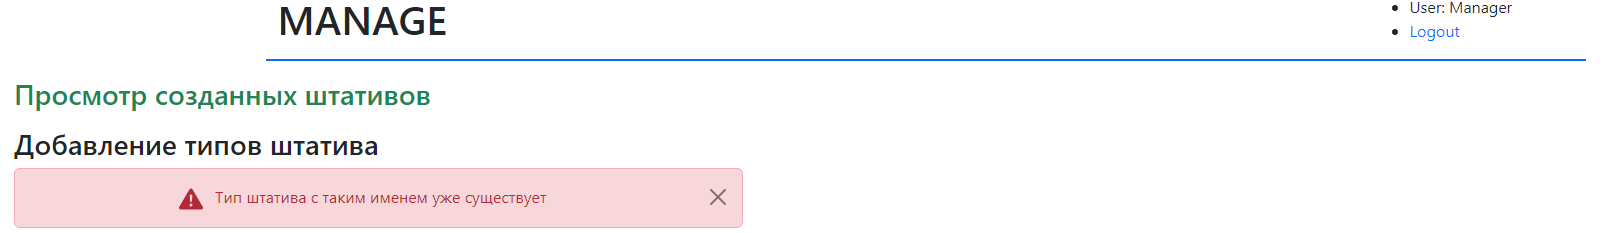 MANAGE
User: Manager
Logout
Просмотр созданных штативов
Добавление типов штатива
Тип штатива с таким именем уже существует